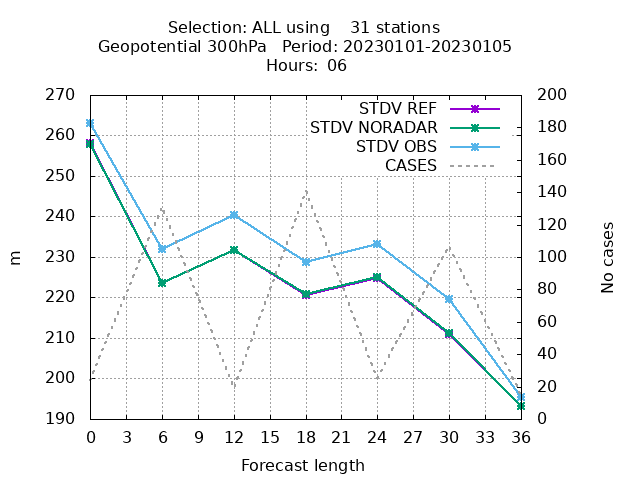 Selection: ALL using    31 stations
Geopotential 300hPa   Period: 20230101-20230105
Hours: 06
STDV REF
STDV NORADAR
STDV OBS
CASES
270
260
250
240
230
220
210
200
190
m
200
180
160
140
120
100
80
60
40
20
0
No cases
0 3 6 9 12 15 18 21 24 27 30 33 36
Forecast length